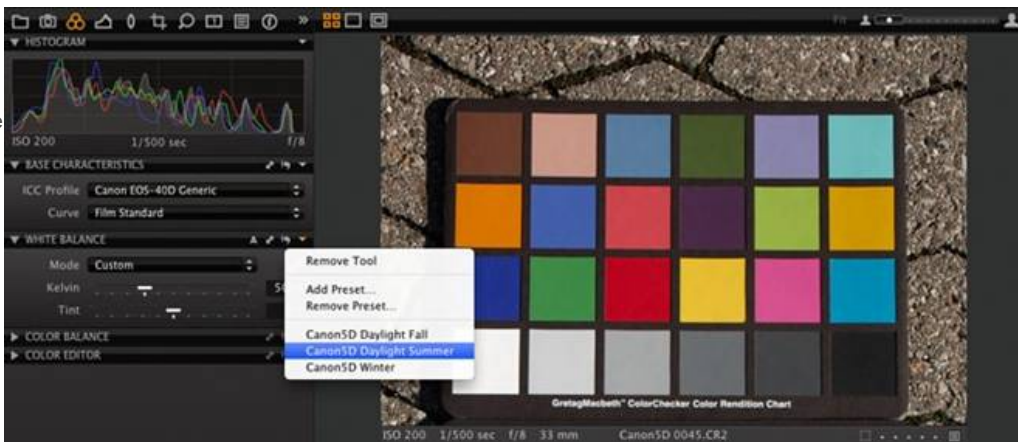 HISTOGRAM
ISO 200 1/500 sec f/8
BASE CHARACTERISTICS
ICC Profile Canon EOS-40D Generic
Curve Film Standard
WHITE BALANCE A
Mode Custom
Kelvin
Tint
COLOR BALANCE
COLOR EDITOR
Remove Tool
Add Preset...
Remove Preset...
Canon5D Daylight Fall
Canon5D Daylight Summer
Canon5D Winter
GretagMacbeth™ ColorChecker Color Rendition Chart
ISO 200 1/500 sec f/8 33 mm Canon5D 0045.CR2